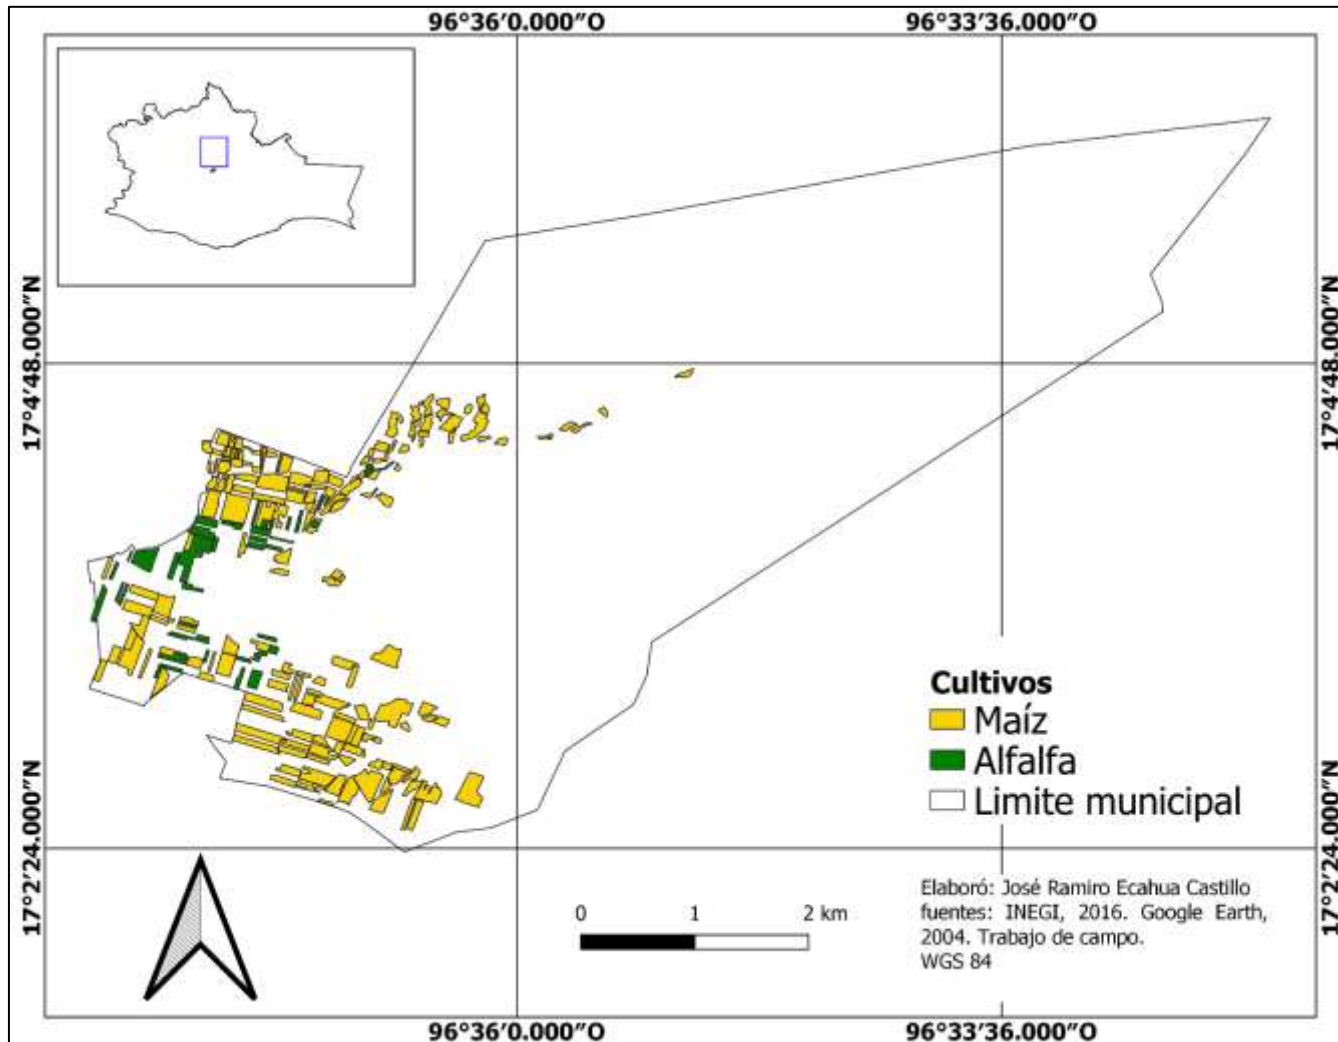 96°36′0.000″O 96°33′36.000″O
17°4′48.000″N 17°4′48.000″N
Cultivos
Maíz
Alfalfa
Limite municipal
17°2′24.000″N 17°2′24.000″N
0 1 2 km
Elaboró: José Ramiro Ecahua Castillo
fuentes: INEGI, 2016. Google Earth,
2004. Trabajo de campo.
WGS 84
96°36′0.000″O 96°33′36.000″O